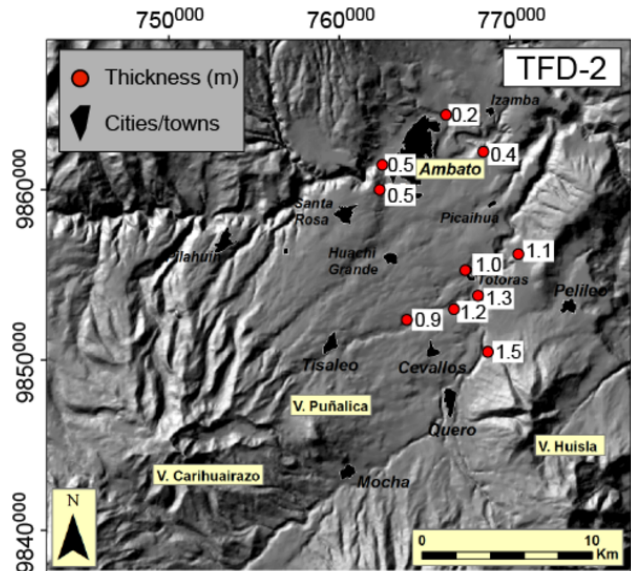 750000
760000
770000
TFD-2
Thickness (m)
Cities/towns
Izamba
0.2
0.4
0.5
Ambato
0.5
9860000
Santa
Rosa
Picaihua
Pilahuin
Huachi
Grande
1.1
1.0
Totoras
Pelileo
1.3
1.2
0.9
9850000
Tisaleo
Cevallos
1.5
V. Puñalica
Quero
V. Huisla
V. Carihuairazo
Mocha
N
9840000
0
10
Km